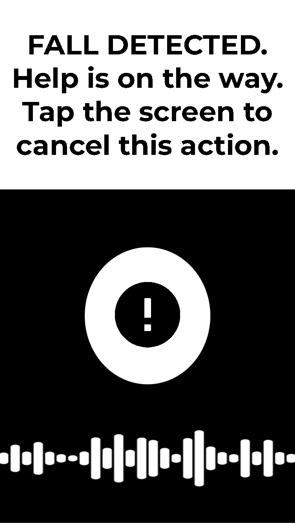 FALL DETECTED.
Help is on the way.
Tap the screen to
cancel this action.
!